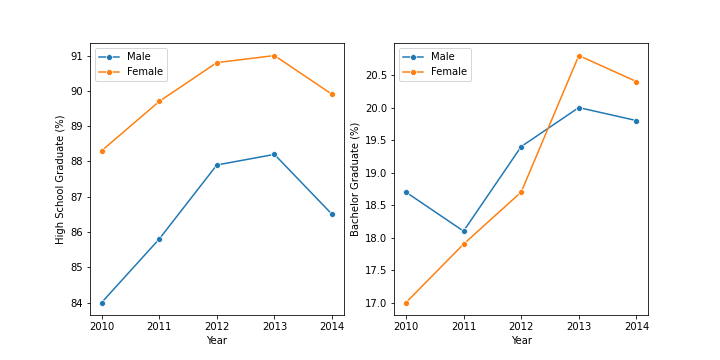 High School Graduate (%)
91
90
89
88
87
86
85
84
Male
Female
2010 2011 2012 2013 2014
Year
Bachelor Graduate (%)
20.5
20.0
19.5
19.0
18.5
18.0
17.5
17.0
Male
Female
2010 2011 2012 2013 2014
Year